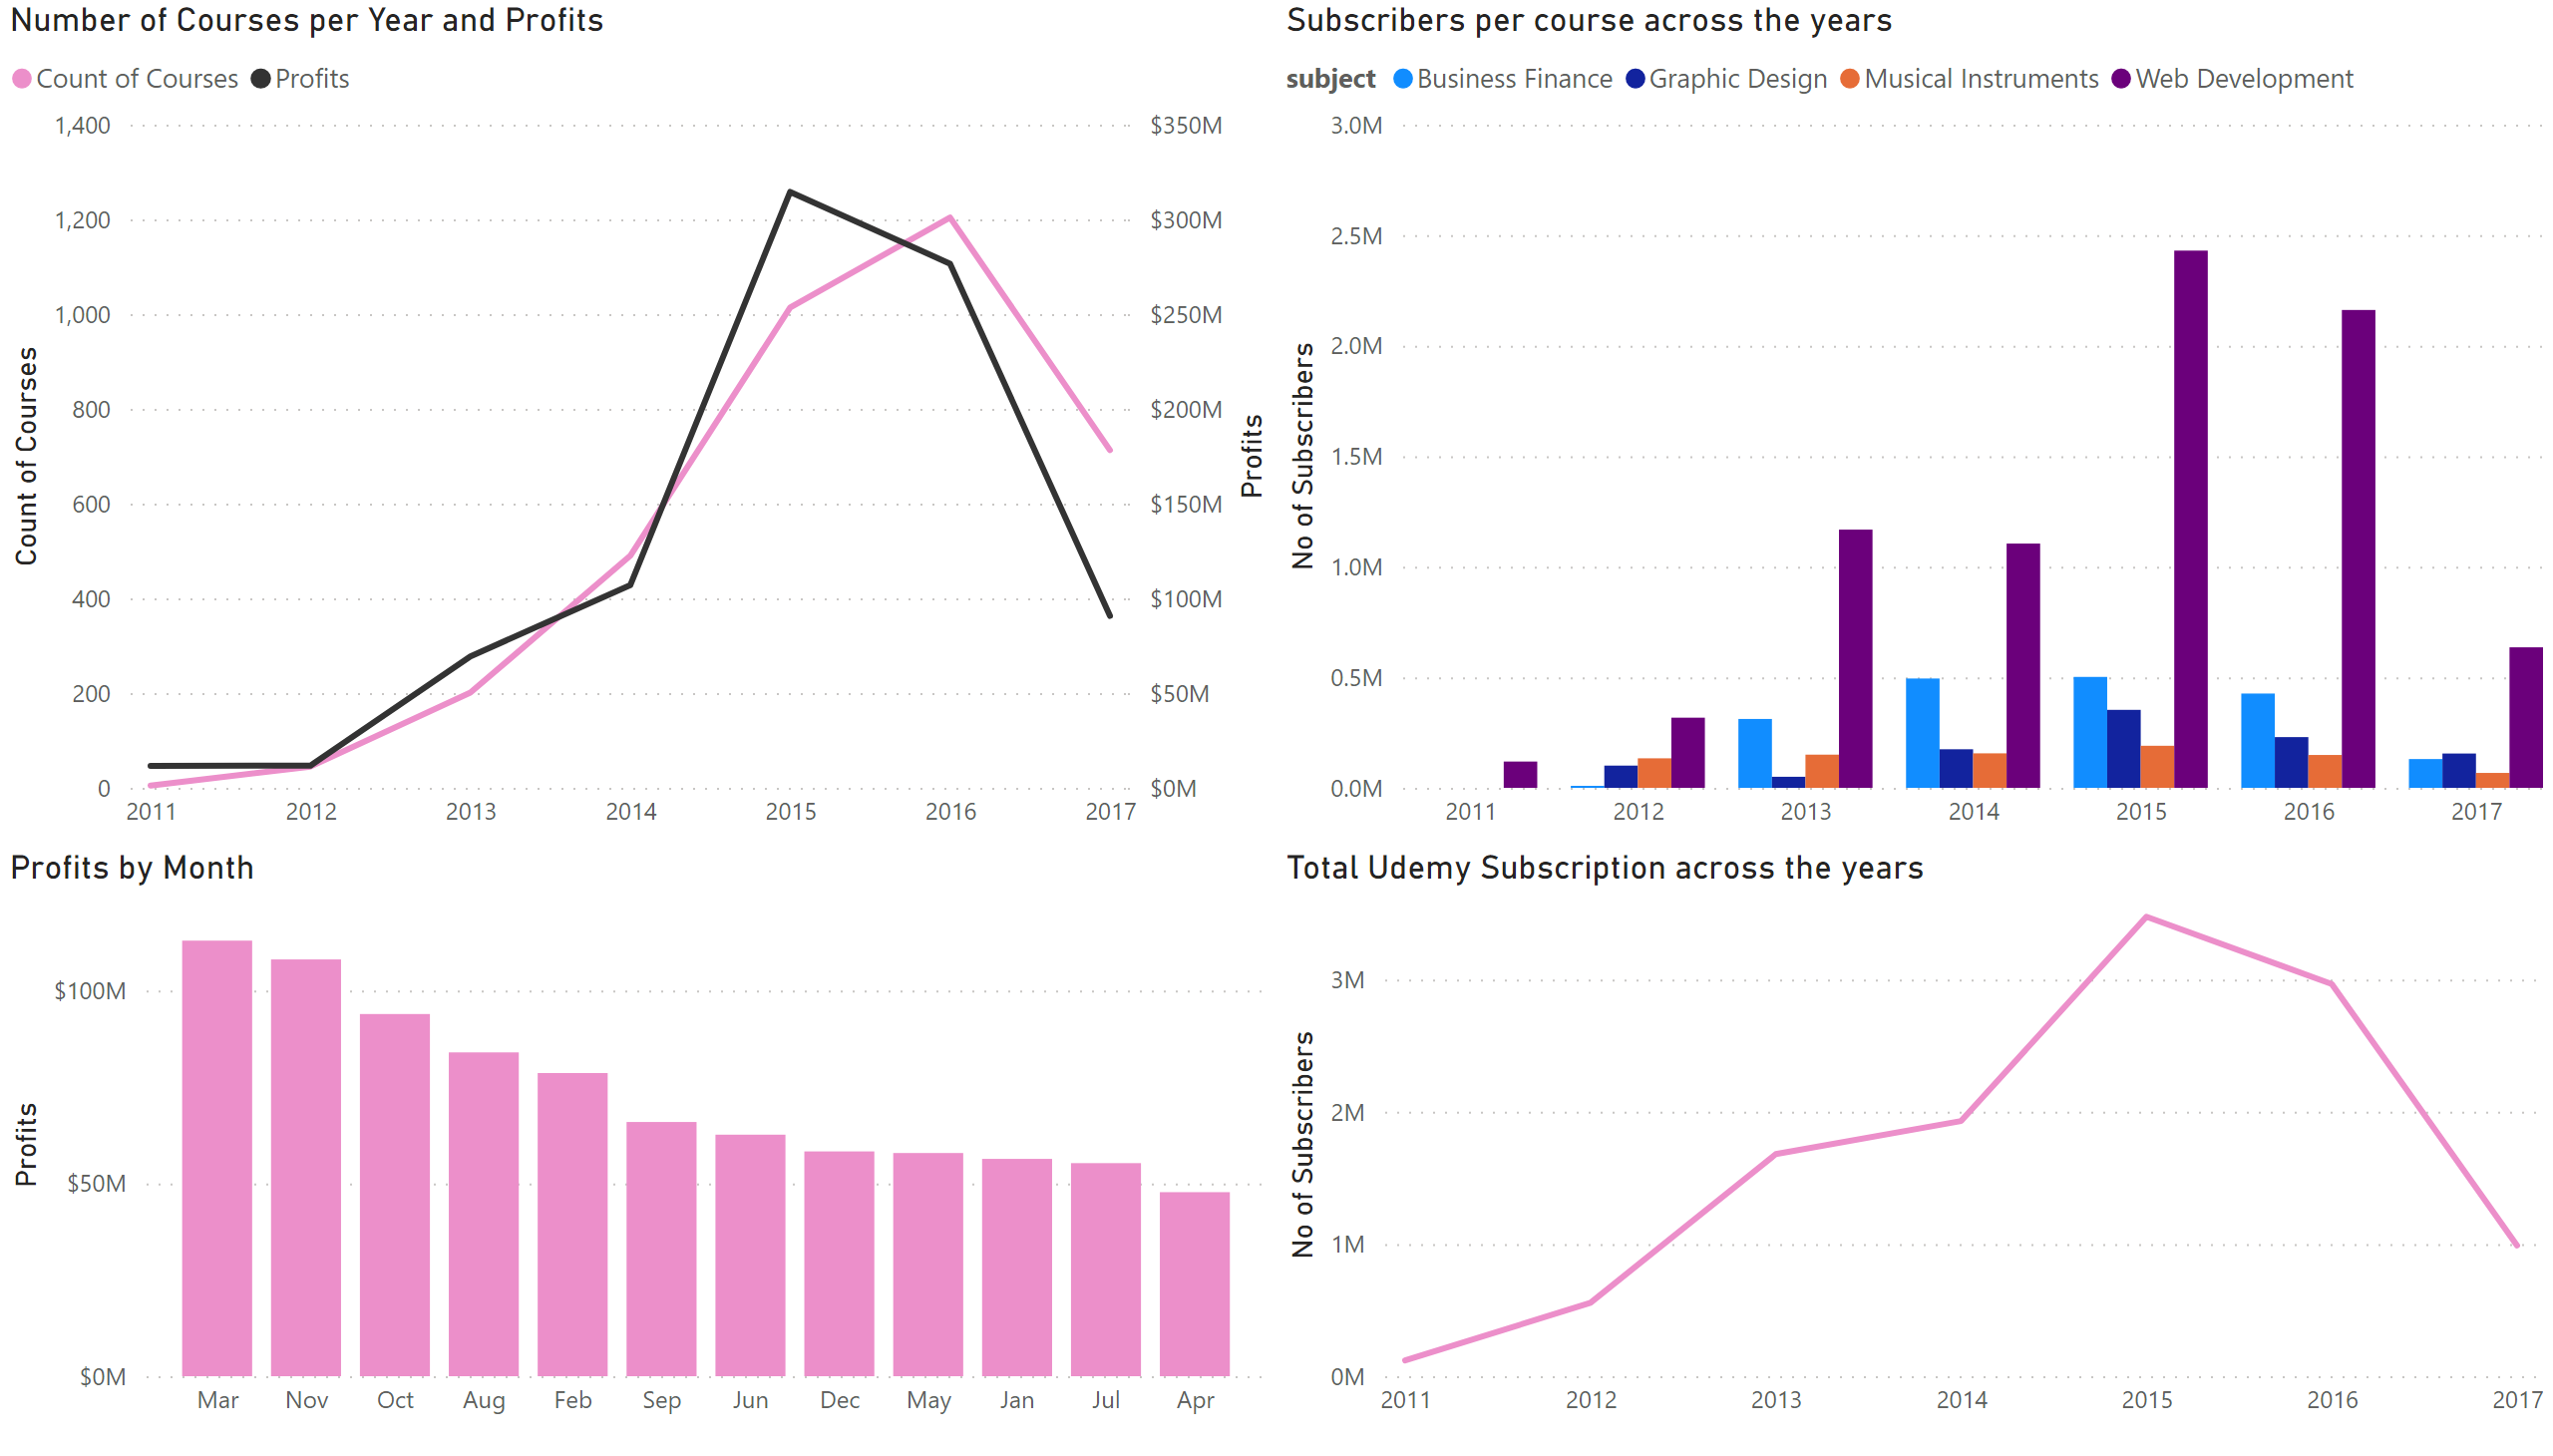 Number of Courses per Year and Profits
Count of Courses Profits
1,400
1,200
1,000
800
600
400
200
0
Count of Courses
$350M
$300M
$250M
$200M
$150M
$100M
$50M
$0M
Profits
2011 2012 2013 2014 2015 2016 2017
Subscribers per course across the years
subject Business Finance Graphic Design Musical Instruments Web Development
3.0M
2.5M
2.0M
1.5M
1.0M
0.5M
0.0M
No of Subscribers
2011 2012 2013 2014 2015 2016 2017
Profits by Month
$100M
$50M
$0M
Profits
Mar Nov Oct Aug Feb Sep Jun Dec May Jan Jul Apr
Total Udemy Subscription across the years
3M
2M
1M
0M
No of Subscribers
2011 2012 2013 2014 2015 2016 2017